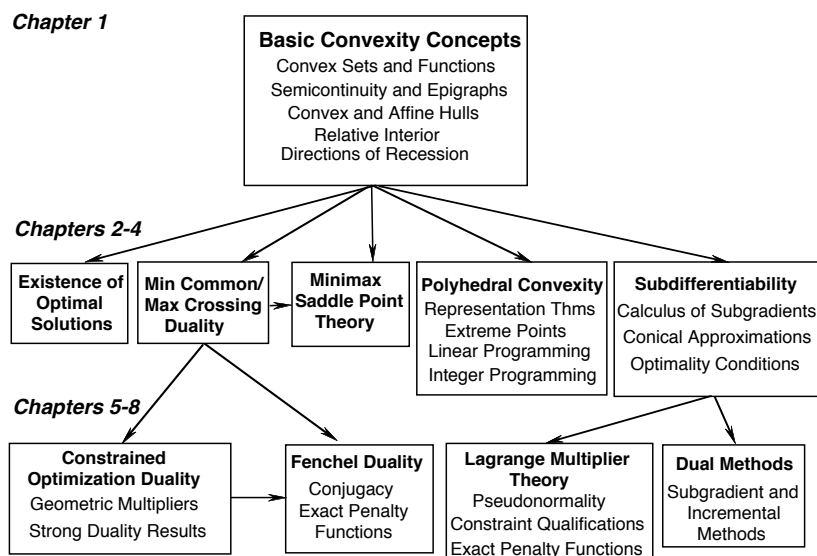 Chapter 1
Basic Convexity Concepts
Convex Sets and Functions
Semicontinuity and Epigraphs
Convex and Affine Hulls
Relative Interior
Directions of Recession
Chapters 2-4
Existence of
Optimal
Solutions
Min Common/
Max Crossing
Duality
Minimax
Saddle Point
Theory
Polyhedral Convexity
Representation Thms
Extreme Points
Linear Programming
Integer Programming
Subdifferentiability
Calculus of Subgradients
Conical Approximations
Optimality Conditions
Chapters 5-8
Constrained
Optimization Duality
Geometric Multipliers
Strong Duality Results
Fenchel Duality
Conjugacy
Exact Penalty
Functions
Lagrange Multiplier
Theory
Pseudonormality
Constraint Qualifications
Exact Penalty Functions
Dual Methods
Subgradient and
Incremental
Methods